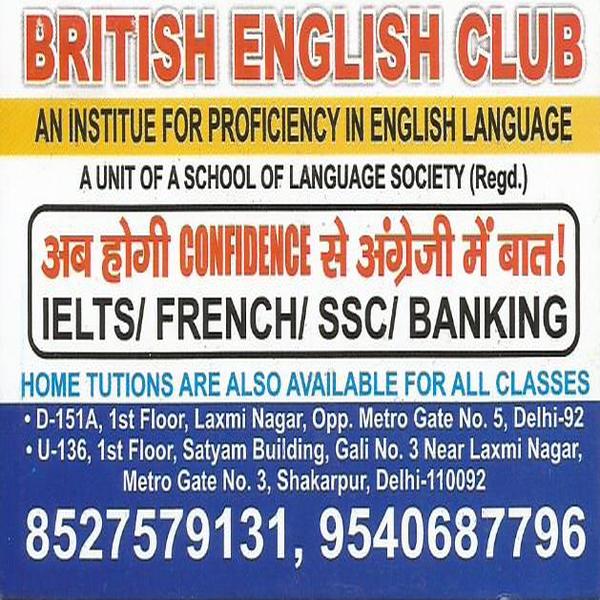 BRITISH ENGLISH CLUB
AN INSTITUE FOR PROFICIENCY IN ENGLISH LANGUAGE
A UNIT OF A SCHOOL OF LANGUAGE SOCIETY (Regd.)
अब होगी CONFIDENCE से अंग्रेजी में बात!
IELTS/ FRENCH/ SSC/ BANKING
HOME TUTIONS ARE ALSO AVAILABLE FOR ALL CLASSES
• D-151A, 1st Floor, Laxmi Nagar, Opp. Metro Gate No. 5, Delhi-92
• U-136, 1st Floor, Satyam Building, Gali No. 3 Near Laxmi Nagar,
Metro Gate No. 3, Shakarpur, Delhi-110092
8527579131, 9540687796